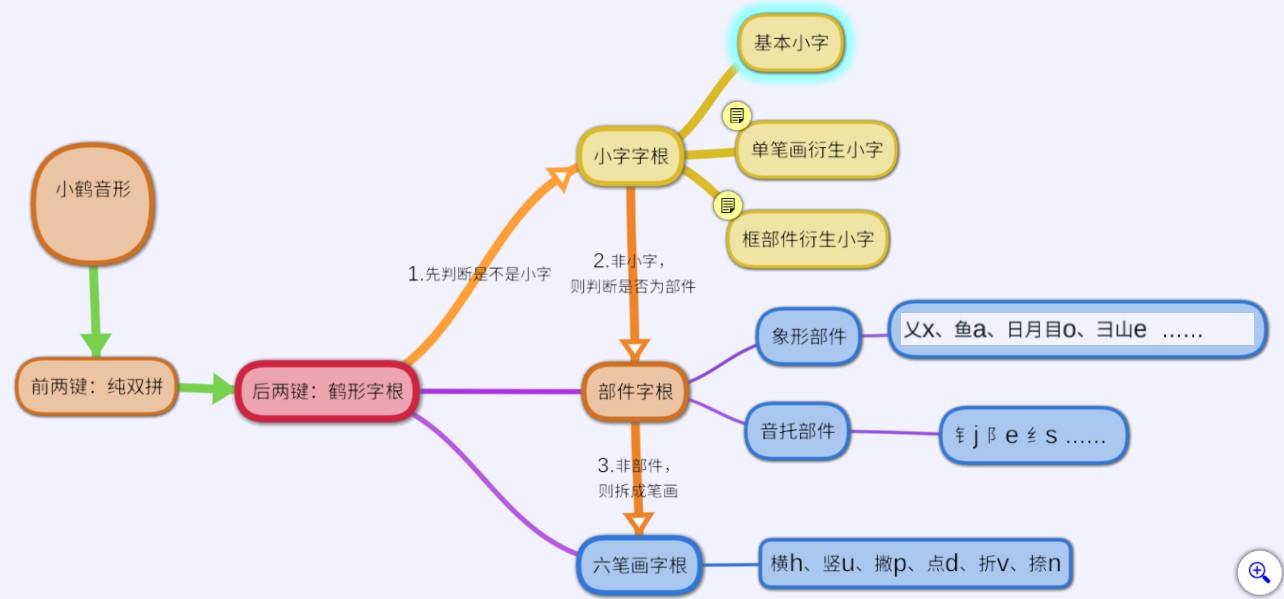 小鹤音形
前两键：纯双拼
后两键：鹤形字根
1.先判断是不是小字
小字字根
基本小字
单笔画衍生小字
框部件衍生小字
2.非小字，
则判断是否为部件
部件字根
象形部件
乂x、鱼a、日月目o、彐山e ……
音托部件
钅j 阝e 纟s ……
3.非部件，
则拆成笔画
六笔画字根
横h、竖u、撇p、点d、折v、捺n